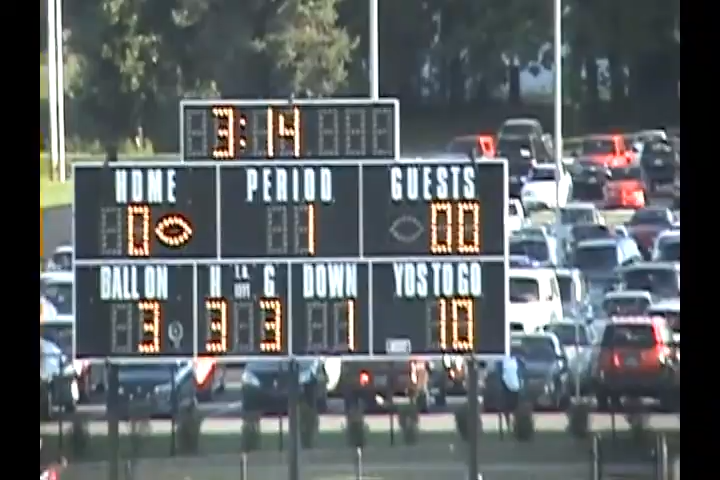 3:14
HOME PERIOD GUESTS
0 1 00
BALL ON H T.O. LEFT G DOWN YDS TO GO
3 3 3 1 10